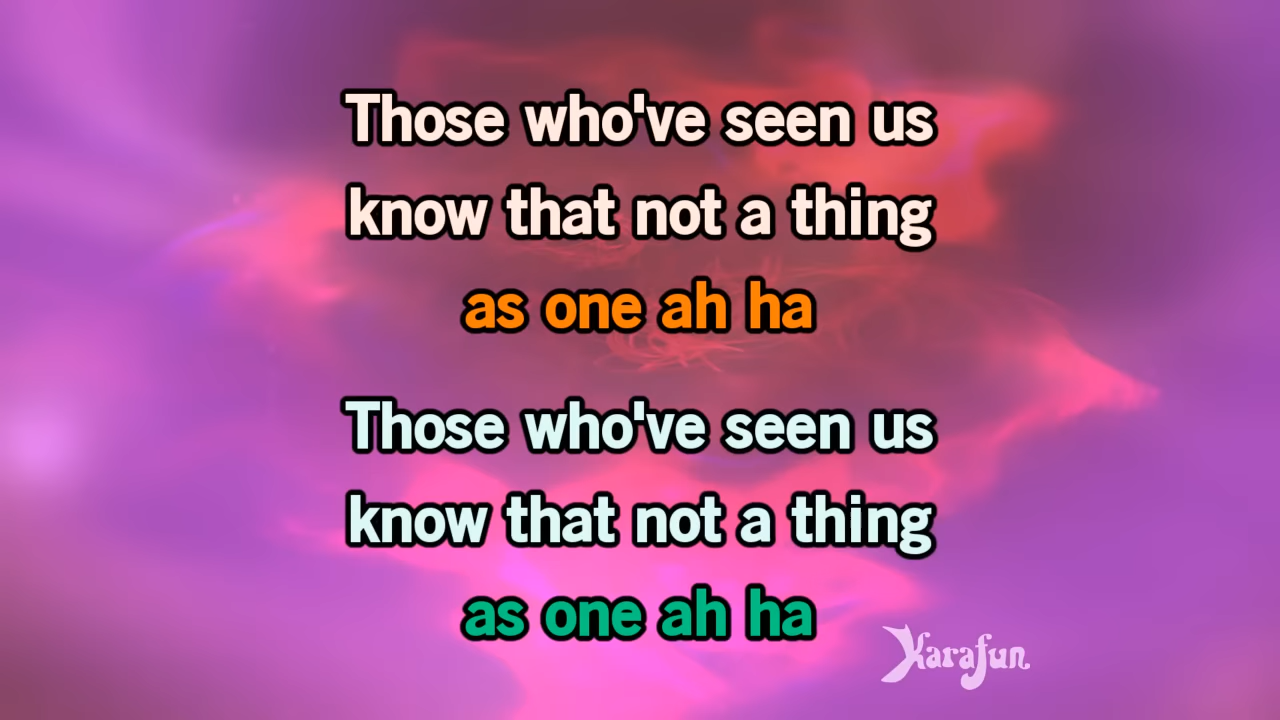 Those who've seen us
know that not a thing
as one ah ha
Those who've seen us
know that not a thing
as one ah ha
Karafun